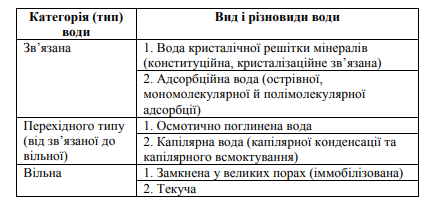 Категорія (тип)
води
Вид і різновиди води
Зв’язана
1. Вода кристалічної решітки мінералів
(конституційна, кристалізаційне зв’язана)
2. Адсорбційна вода (острівної,
мономолекулярної й полімолекулярної
адсорбції)
Перехідного типу
(від зв’язаної до
вільної)
1. Осмотично поглинена вода
2. Капілярна вода (капілярної конденсації та
капілярного всмоктування)
Вільна
1. Замкнена у великих порах (іммобілізована)
2. Текуча